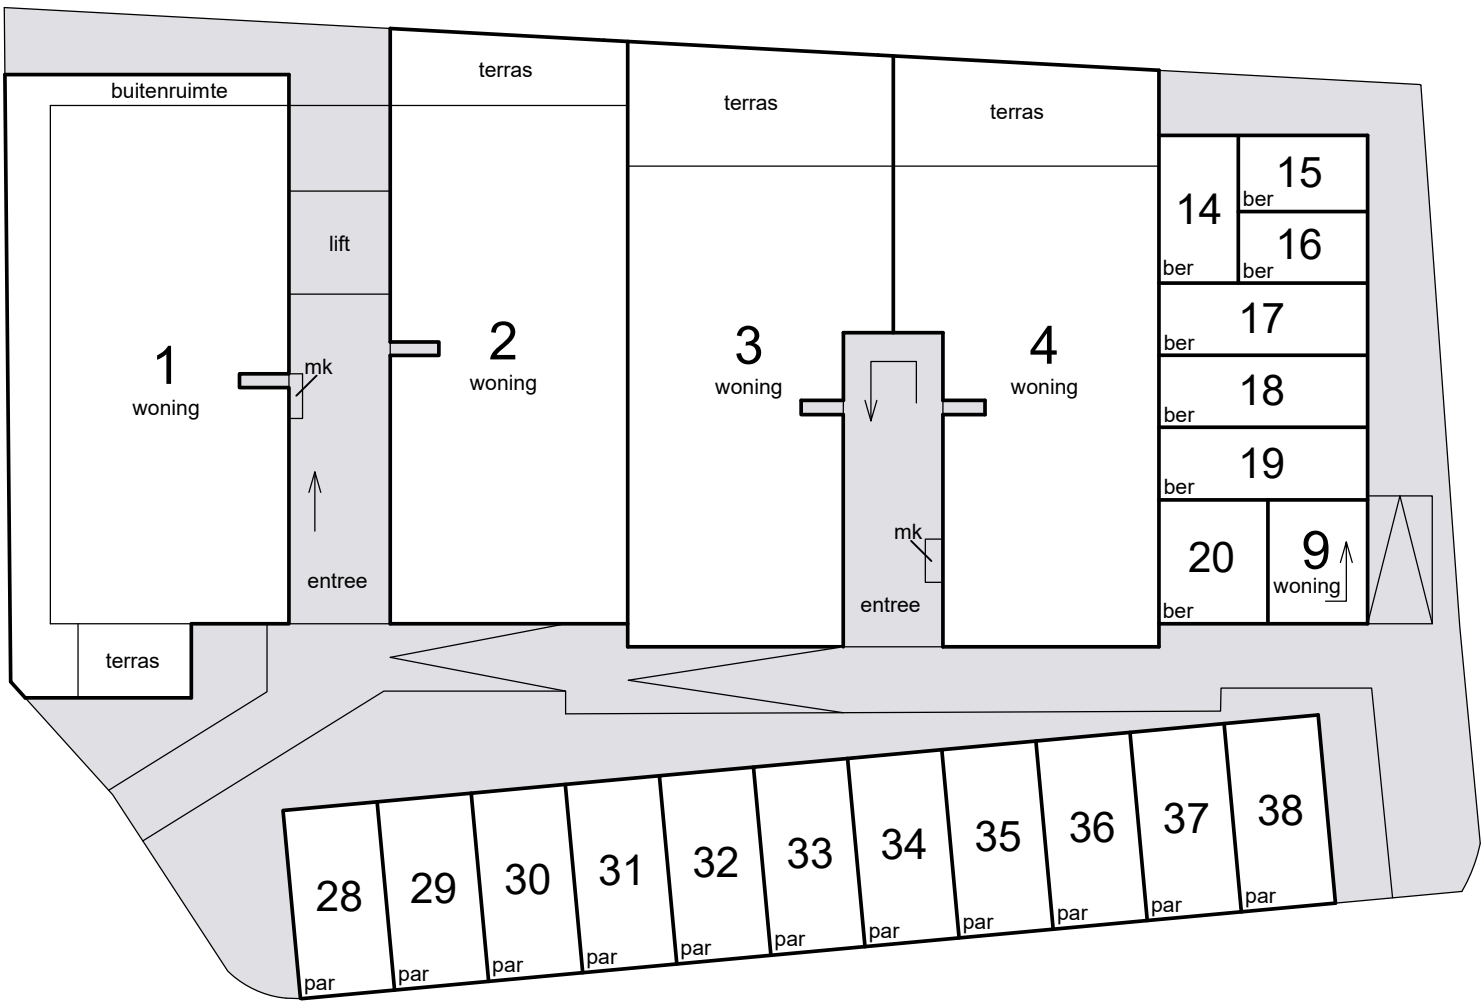 buitenruimte
1
woning
terras
lift
mk
entree
terras
2
woning
terras
3
woning
terras
4
woning
mk
entree
14
ber
15
ber
16
ber
17
ber
18
ber
19
ber
20
ber
9
woning
28
par
29
par
30
par
31
par
32
par
33
par
34
par
35
par
36
par
37
par
38
par